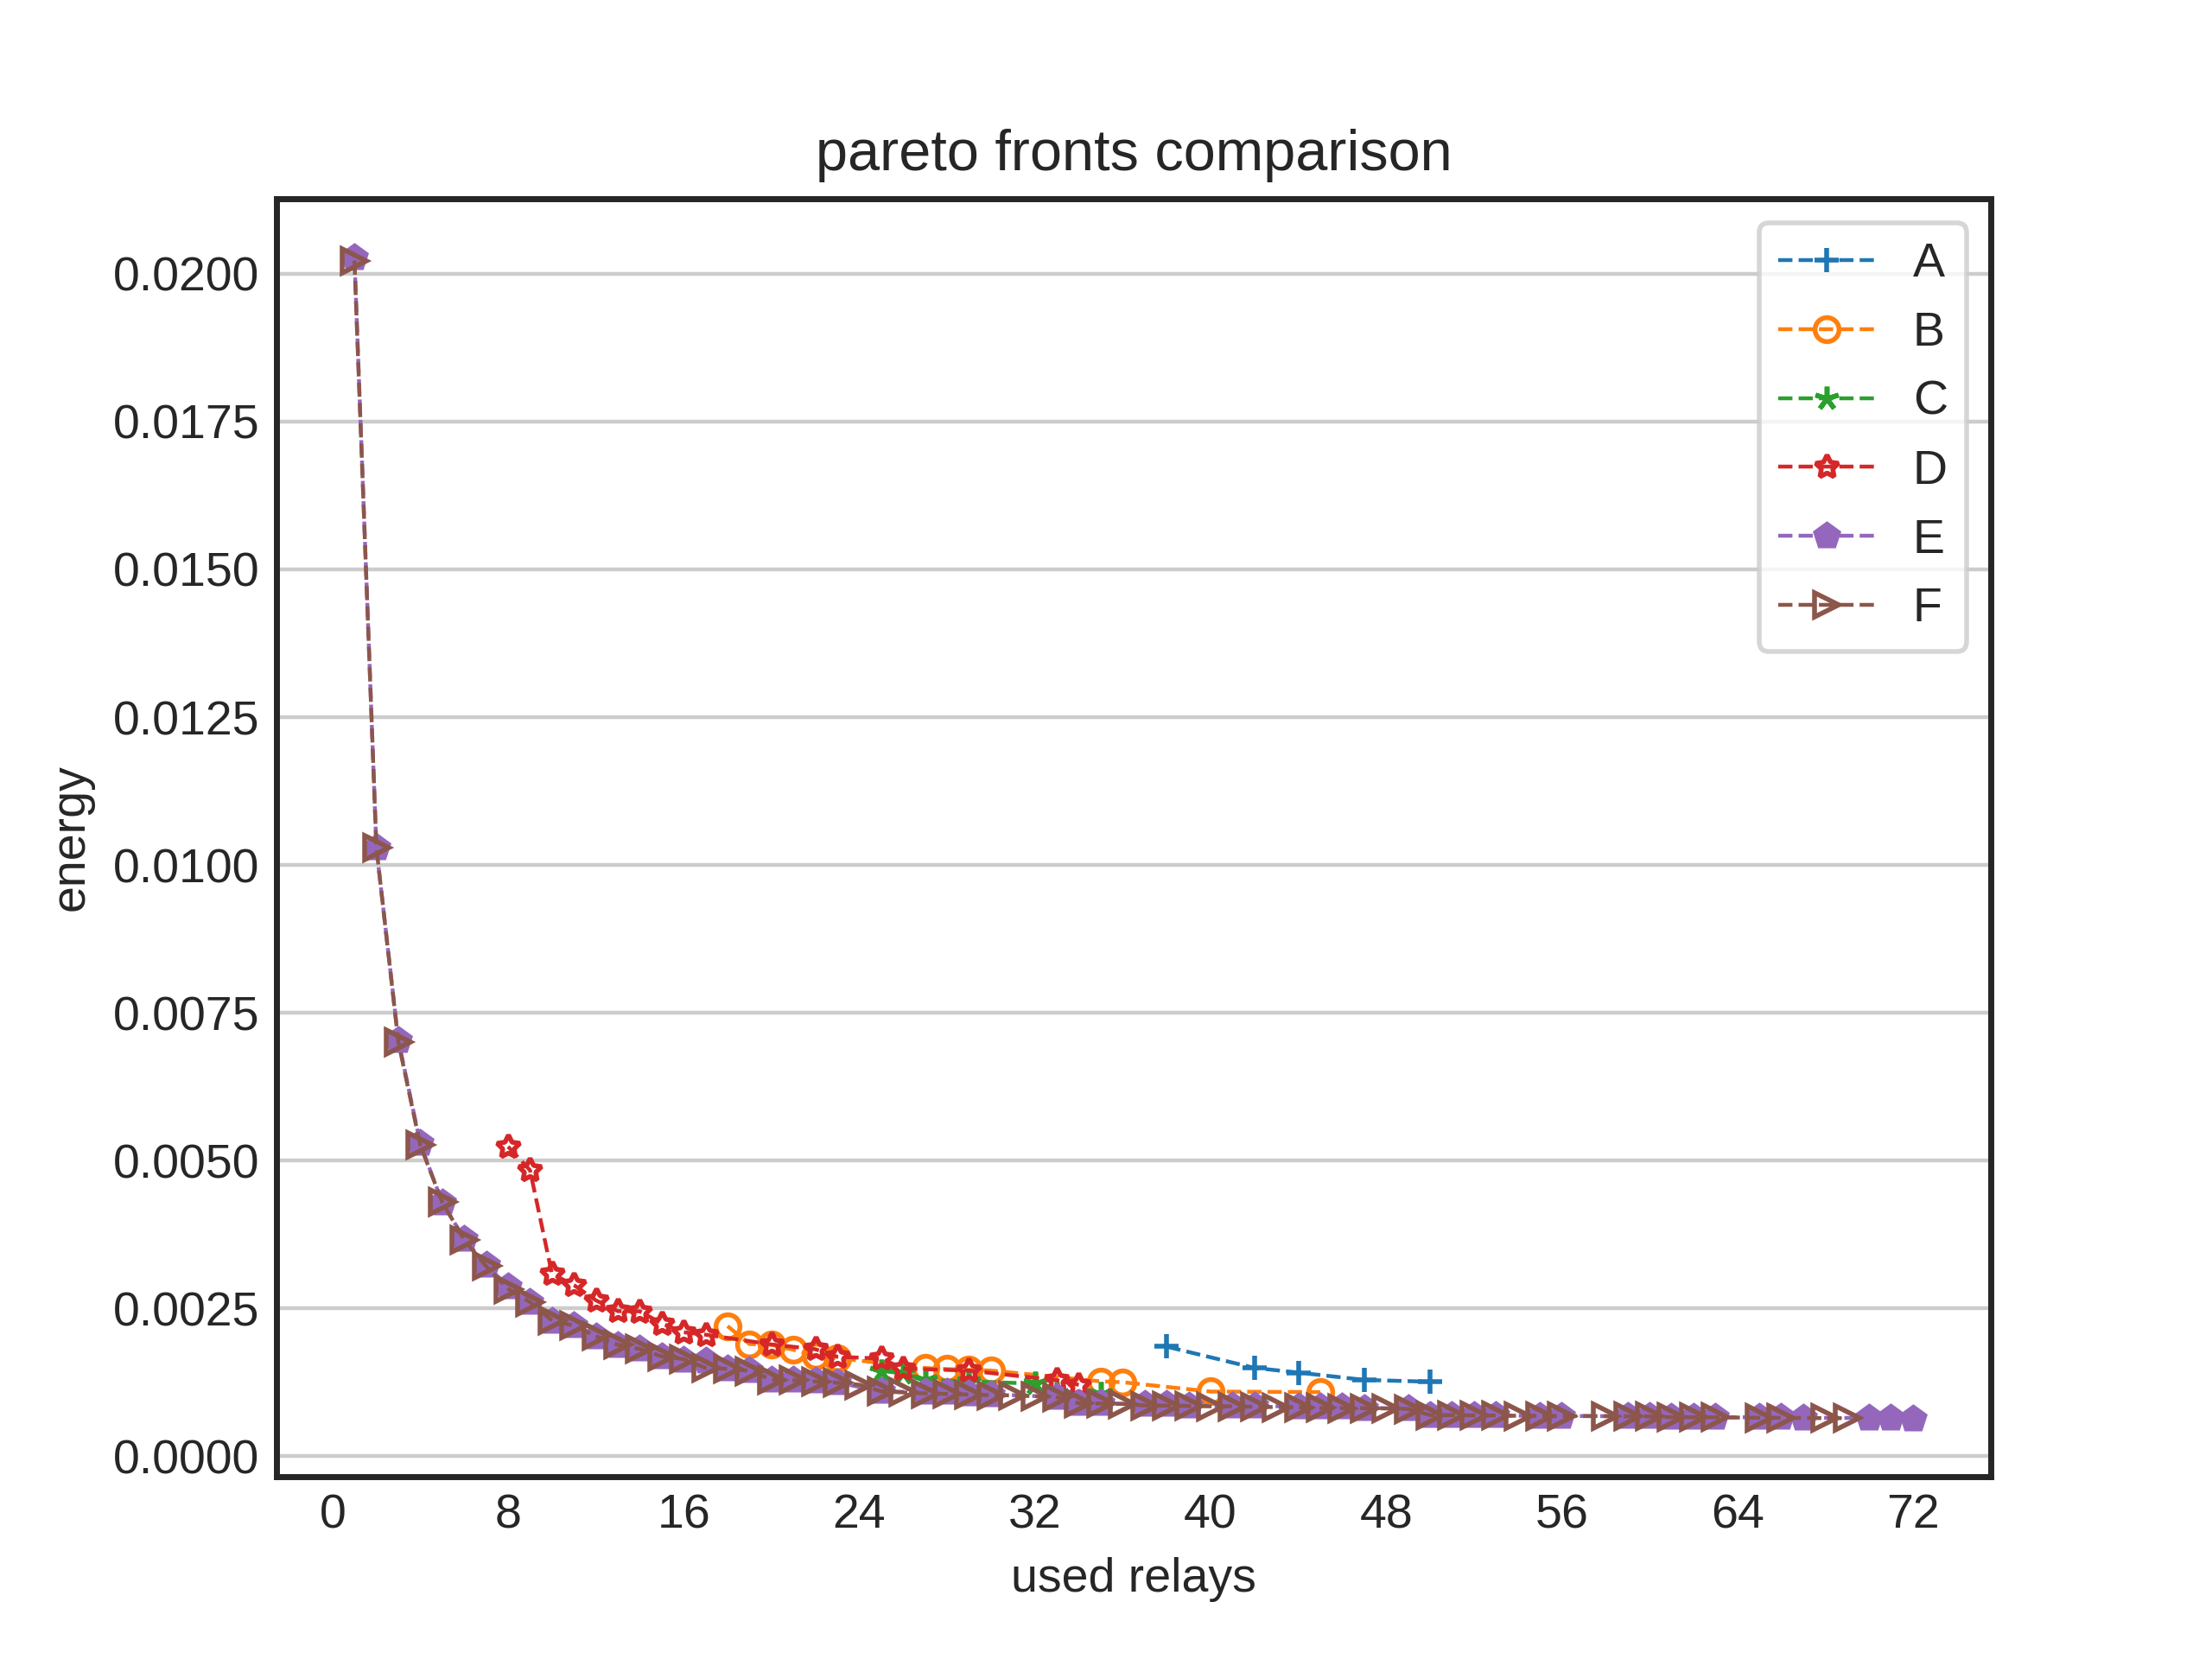 pareto fronts comparison
0.0200
0.0175
0.0150
0.0125
0.0100
0.0075
0.0050
0.0025
0.0000
energy
A
B
C
D
E
F
0 8 16 24 32 40 48 56 64 72
used relays